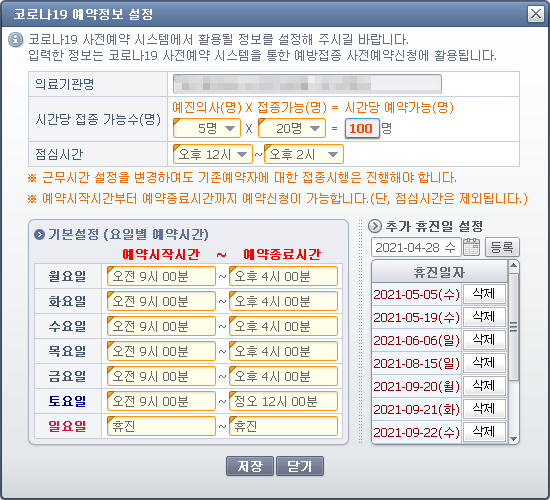 코로나19 예약정보 설정
코로나19 사전예약 시스템에서 활용될 정보를 설정해 주시길 바랍니다.
입력한 정보는 코로나19 사전예약 시스템을 통한 예방접종 사전예약신청에 활용됩니다.
의료기관명
시간당 접종 가능수(명)
예진의사(명) X 접종가능(명) = 시간당 예약가능(명)
5명 X 20명 = 100 명
점심시간 오후 12시 ~ 오후 2시
※ 근무시간 설정을 변경하여도 기존예약자에 대한 접종시행은 진행해야 합니다.
※ 예약시작시간부터 예약종료시간까지 예약신청이 가능합니다.(단, 점심시간은 제외됩니다.)
기본설정 (요일별 예약시간)
예약시작시간 ~ 예약종료시간
월요일 오전 9시 00분 ~ 오후 4시 00분
화요일 오전 9시 00분 ~ 오후 4시 00분
수요일 오전 9시 00분 ~ 오후 4시 00분
목요일 오전 9시 00분 ~ 오후 4시 00분
금요일 오전 9시 00분 ~ 오후 4시 00분
토요일 오전 9시 00분 ~ 정오 12시 00분
일요일 휴진 ~ 휴진
추가 휴진일 설정
2021-04-28 수 등록
휴진일자
2021-05-05(수) 삭제
2021-05-19(수) 삭제
2021-06-06(일) 삭제
2021-08-15(일) 삭제
2021-09-20(월) 삭제
2021-09-21(화) 삭제
2021-09-22(수) 삭제
저장 닫기